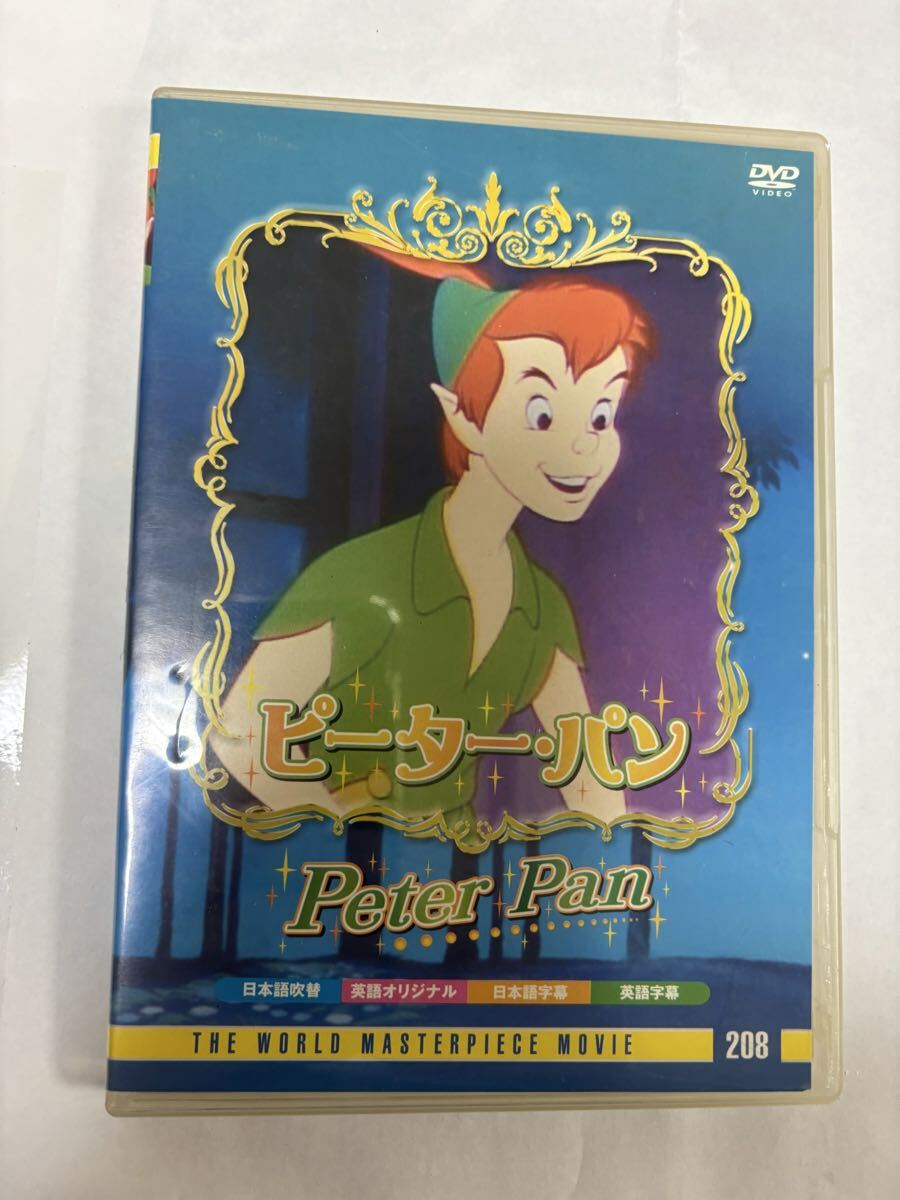 DVD
VIDEO
ピーター・パン
Peter Pan
日本語吹替 英語オリジナル 日本語字幕 英語字幕
THE WORLD MASTERPIECE MOVIE 208